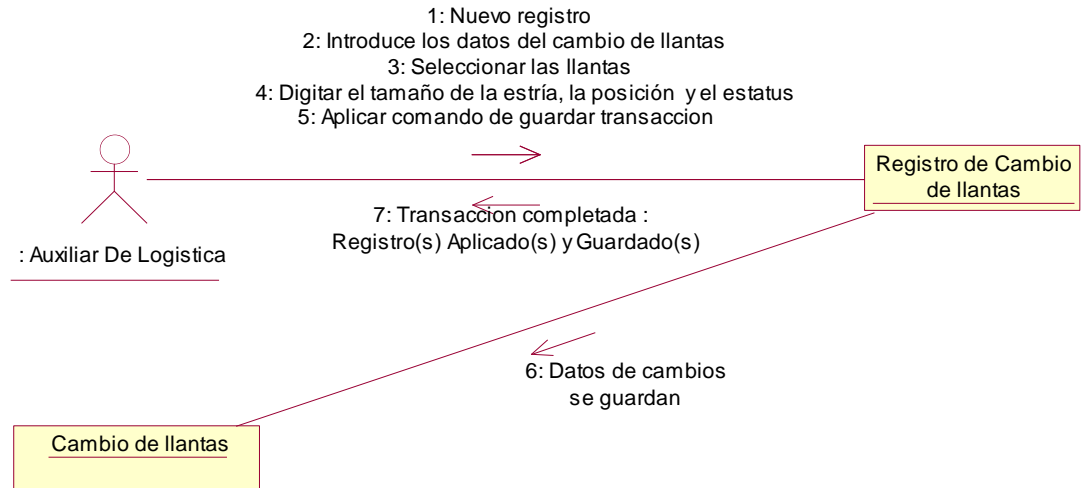 1: Nuevo registro
2: Introduce los datos del cambio de llantas
3: Seleccionar las llantas
4: Digitar el tamaño de la estría, la posición y el estatus
5: Aplicar comando de guardar transaccion
Registro de Cambio
de llantas
7: Transaccion completada :
Registro(s) Aplicado(s) y Guardado(s)
: Auxiliar De Logistica
6: Datos de cambios
se guardan
Cambio de llantas